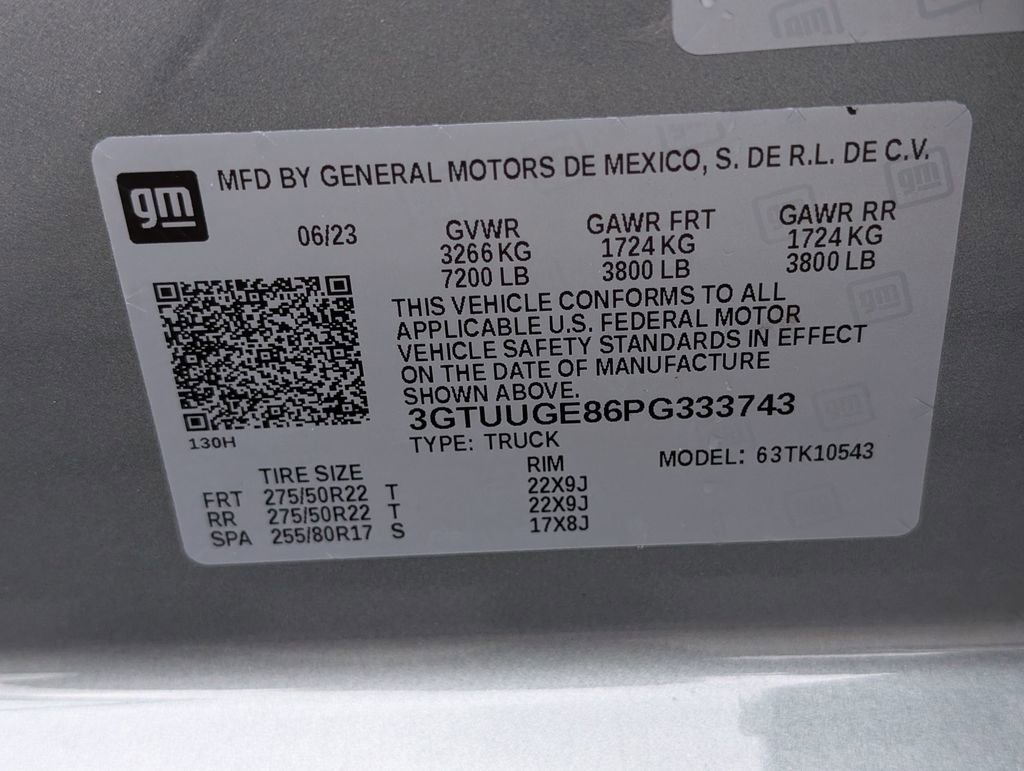 gm
MFD BY GENERAL MOTORS DE MEXICO, S. DE R.L. DE C.V.
06/23
GVWR
3266 KG
7200 LB
GAWR FRT
1724 KG
3800 LB
GAWR RR
1724 KG
3800 LB
THIS VEHICLE CONFORMS TO ALL
APPLICABLE U.S. FEDERAL MOTOR
VEHICLE SAFETY STANDARDS IN EFFECT
ON THE DATE OF MANUFACTURE
SHOWN ABOVE.
3GTUUGE86PG333743
130H
TYPE: TRUCK
MODEL: 63TK10543
TIRE SIZE
RIM
FRT 275/50R22 T 22X9J
RR 275/50R22 T 22X9J
SPA 255/80R17 S 17X8J
gm
gm
gm